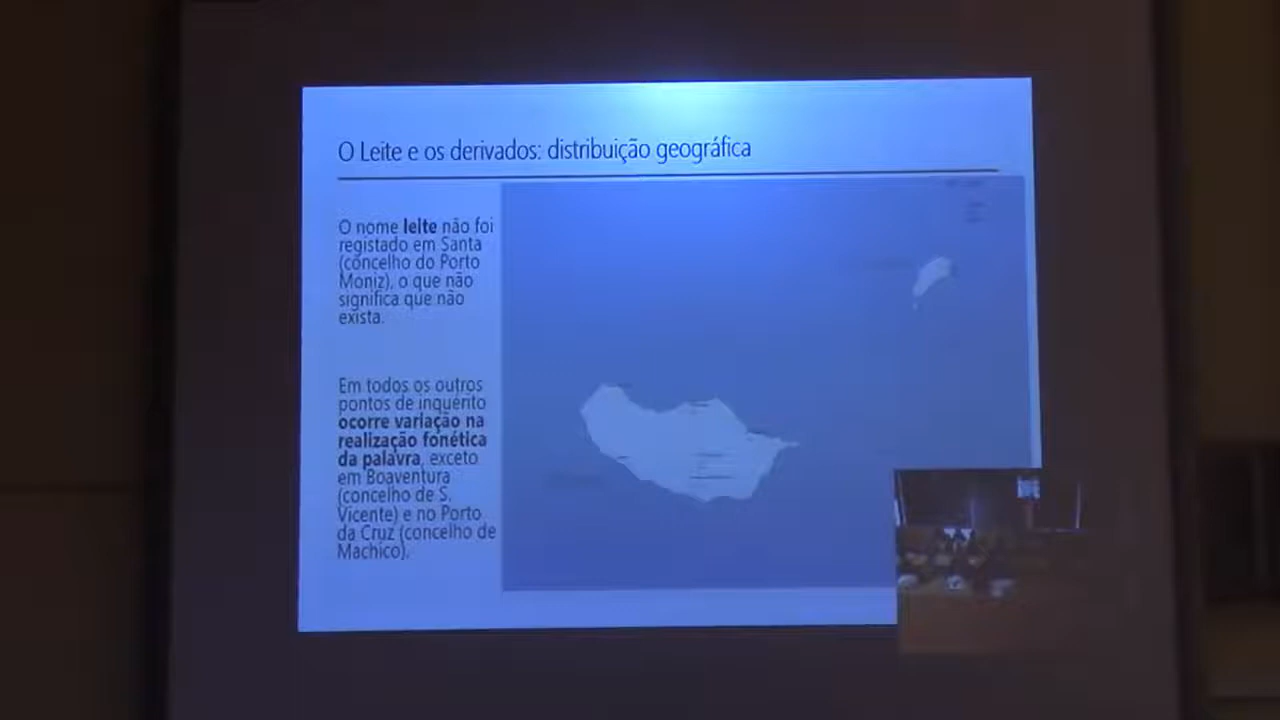 O Leite e os derivados: distribuição geográfica
O nome leite não foi
registado em Santa
(concelho do Porto
Moniz), o que não
significa que não
exista.
Em todos os outros
pontos de inquérito
ocorre variação na
realização fonética
da palavra, exceto
em Boaventura
(concelho de S.
Vicente) e no Porto
da Cruz (concelho de
Machico).